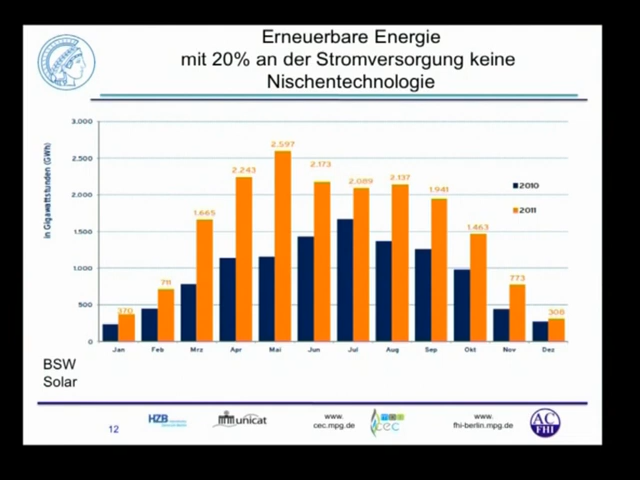 Erneuerbare Energie
mit 20% an der Stromversorgung keine
Nischentechnologie
in Gigawattstunden (GWh)
3.000
2.500
2.000
1.500
1.000
500
0
370
711
1.665
2.243
2.597
2.173
2.089
2.137
1.941
1.463
773
308
2010
2011
Jan Feb Mrz Apr Mai Jun Jul Aug Sep Okt Nov Dez
BSW
Solar
12
HZB
unicat
www.
cec.mpg.de
cec
www.
fhi-berlin.mpg.de
AC
FHI